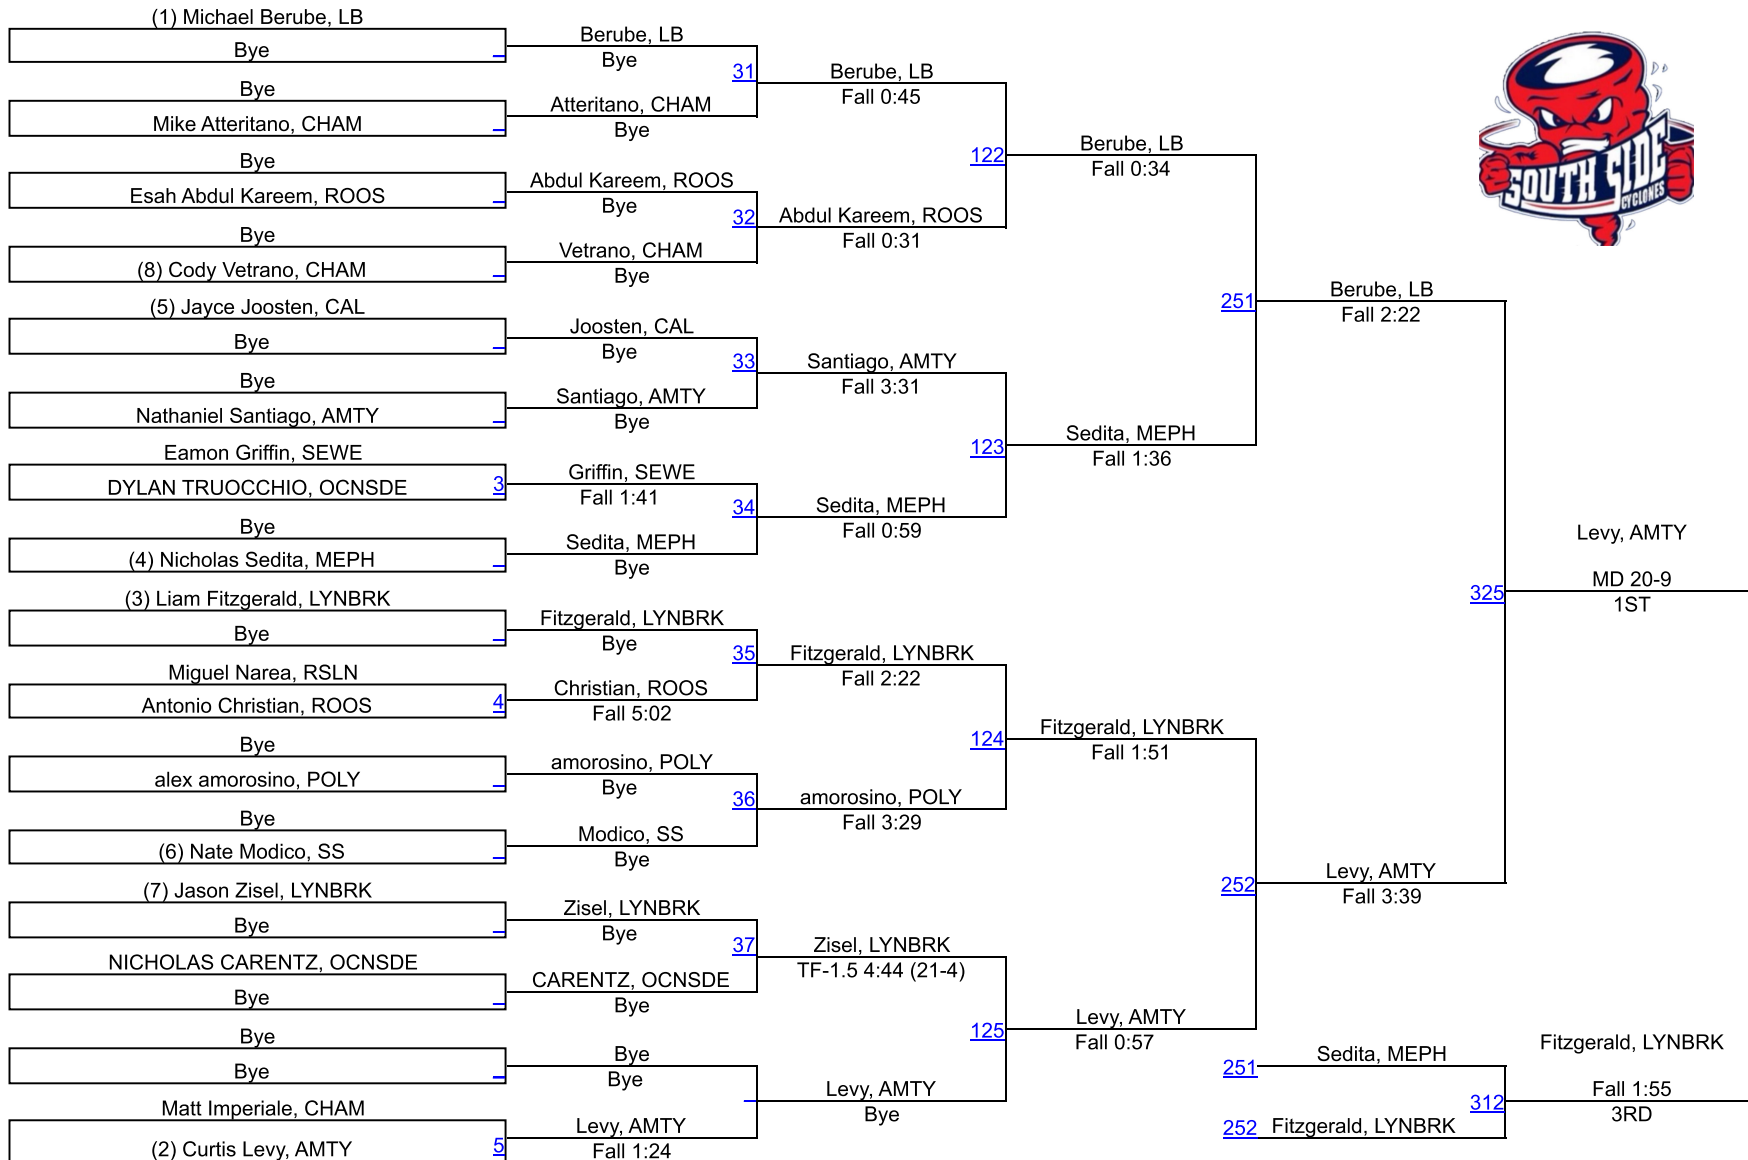 (1) Michael Berube, LB
Bye
Bye
Mike Atteritano, CHAM
Bye
Esah Abdul Kareem, ROOS
Bye
(8) Cody Vetrano, CHAM
(5) Jayce Joosten, CAL
Bye
Bye
Nathaniel Santiago, AMTY
Eamon Griffin, SEWE
DYLAN TRUOCCHIO, OCNSDE
3
Bye
(4) Nicholas Sedita, MEPH
(3) Liam Fitzgerald, LYNBRK
Bye
Miguel Narea, RSLN
Antonio Christian, ROOS
4
Bye
alex amorosino, POLY
Bye
(6) Nate Modico, SS
(7) Jason Zisel, LYNBRK
Bye
NICHOLAS CARENTZ, OCNSDE
Bye
Bye
Bye
Matt Imperiale, CHAM
(2) Curtis Levy, AMTY
5
Berube, LB
Bye
31
Atteritano, CHAM
Bye
Abdul Kareem, ROOS
Bye
32
Vetrano, CHAM
Bye
Joosten, CAL
Bye
33
Santiago, AMTY
Bye
Griffin, SEWE
Fall 1:41
34
Sedita, MEPH
Bye
Fitzgerald, LYNBRK
Bye
35
Christian, ROOS
Fall 5:02
amorosino, POLY
Bye
36
Modico, SS
Bye
Zisel, LYNBRK
Bye
37
CARENTZ, OCNSDE
Bye
Bye
Bye
Levy, AMTY
Fall 1:24
Berube, LB
Fall 0:45
122
Abdul Kareem, ROOS
Fall 0:31
Santiago, AMTY
Fall 3:31
123
Sedita, MEPH
Fall 0:59
Fitzgerald, LYNBRK
Fall 2:22
124
amorosino, POLY
Fall 3:29
Zisel, LYNBRK
TF-1.5 4:44 (21-4)
125
Levy, AMTY
Bye
Berube, LB
Fall 0:34
251
Sedita, MEPH
Fall 1:36
Fitzgerald, LYNBRK
Fall 1:51
252
Levy, AMTY
Fall 0:57
Berube, LB
Fall 2:22
325
Levy, AMTY
Fall 3:39
Levy, AMTY
MD 20-9
1ST
251
Sedita, MEPH
312
252
Fitzgerald, LYNBRK
Fitzgerald, LYNBRK
Fall 1:55
3RD
SOUTH SIDE
CYCLONES